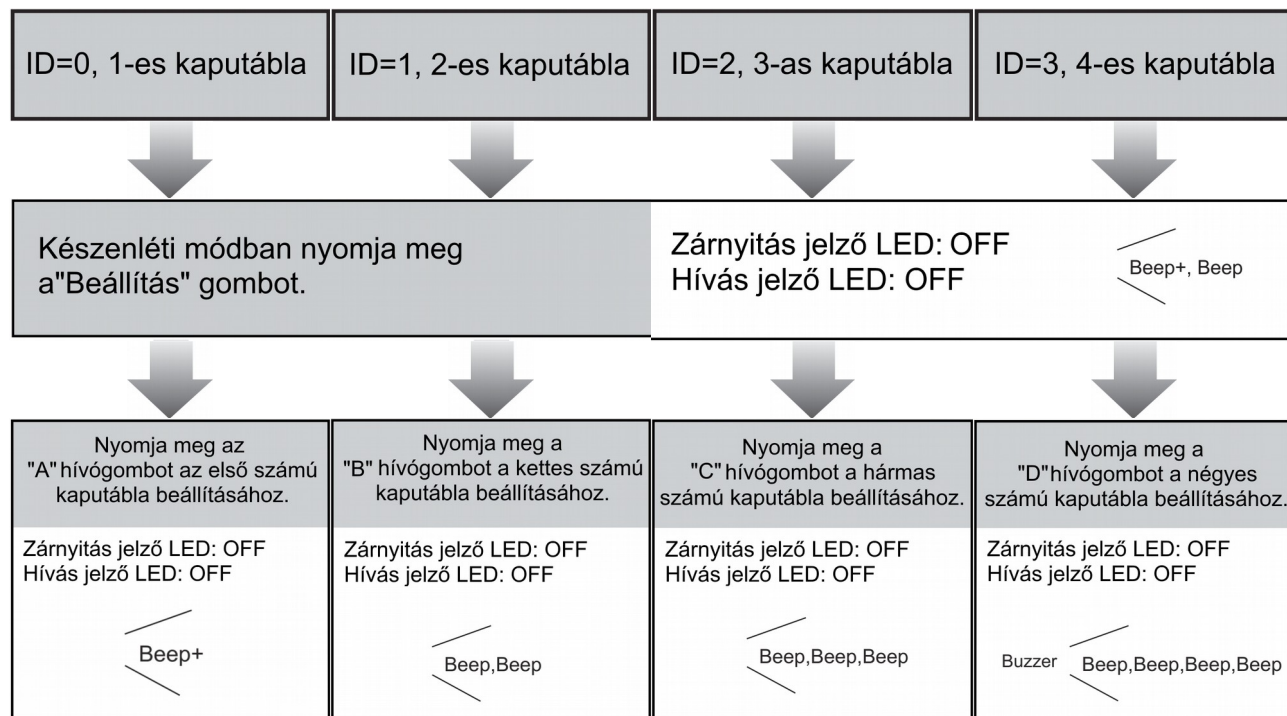 ID=0, 1-es kaputábla
ID=1, 2-es kaputábla
ID=2, 3-as kaputábla
ID=3, 4-es kaputábla
Készenléti módban nyomja meg
a"Beállítás" gombot.
Zárnyitás jelző LED: OFF
Hívás jelző LED: OFF
Beep+, Beep
Nyomja meg az
"A" hívógombot az első számú
kaputábla beállításához.
Zárnyitás jelző LED: OFF
Hívás jelző LED: OFF
Beep+
Nyomja meg a
"B" hívógombot a kettes számú
kaputábla beállításához.
Zárnyitás jelző LED: OFF
Hívás jelző LED: OFF
Beep,Beep
Nyomja meg a
"C" hívógombot a hármas
számú kaputábla beállításához.
Zárnyitás jelző LED: OFF
Hívás jelző LED: OFF
Beep,Beep,Beep
Nyomja meg a
"D"hívógombot a négyes
számú kaputábla beállításához.
Zárnyitás jelző LED: OFF
Hívás jelző LED: OFF
Buzzer Beep,Beep,Beep,Beep